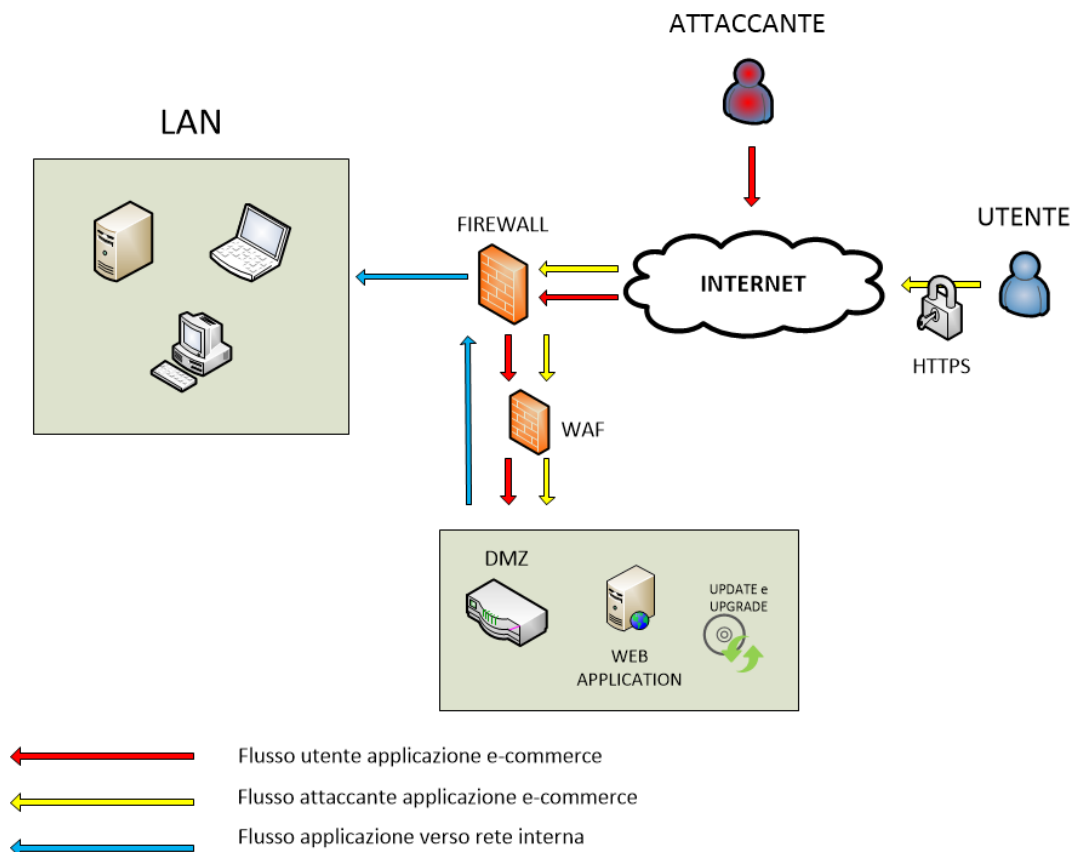 ATTACCANTE
LAN
UTENTE
FIREWALL
INTERNET
HTTPS
WAF
DMZ
UPDATE e
UPGRADE
WEB
APPLICATION
Flusso utente applicazione e-commerce
Flusso attaccante applicazione e-commerce
Flusso applicazione verso rete interna